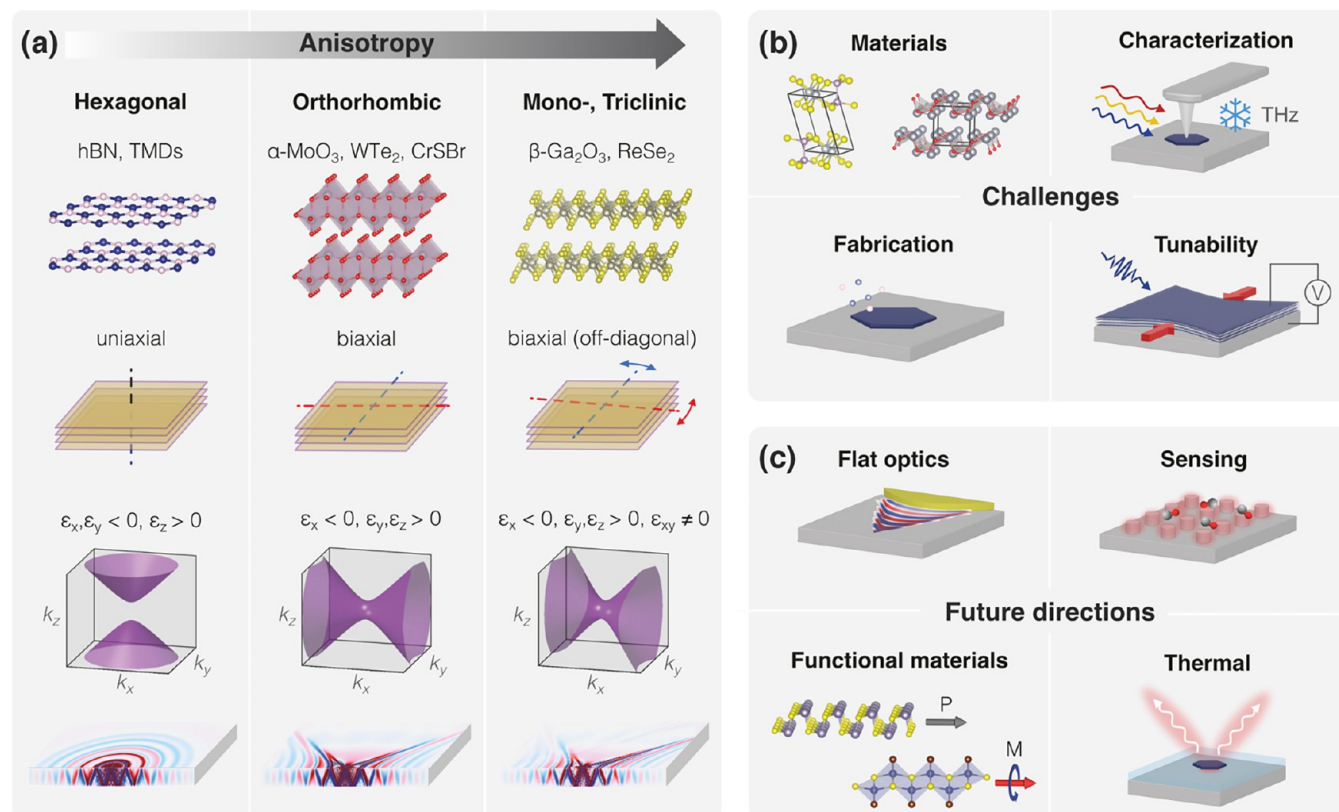 (a)
Anisotropy
Hexagonal
hBN, TMDs
uniaxial
εx,εy < 0, εz > 0
kz
kx
ky
Orthorhombic
α-MoO3, WTe2, CrSBr
biaxial
εx < 0, εy,εz > 0
kz
kx
ky
Mono-, Triclinic
β-Ga2O3, ReSe2
biaxial (off-diagonal)
εx < 0, εy,εz > 0, εxy ≠ 0
kz
kx
ky
(b)
Materials
Characterization
THz
Challenges
Fabrication
Tunability
V
(c)
Flat optics
Sensing
Future directions
Functional materials
P
M
Thermal